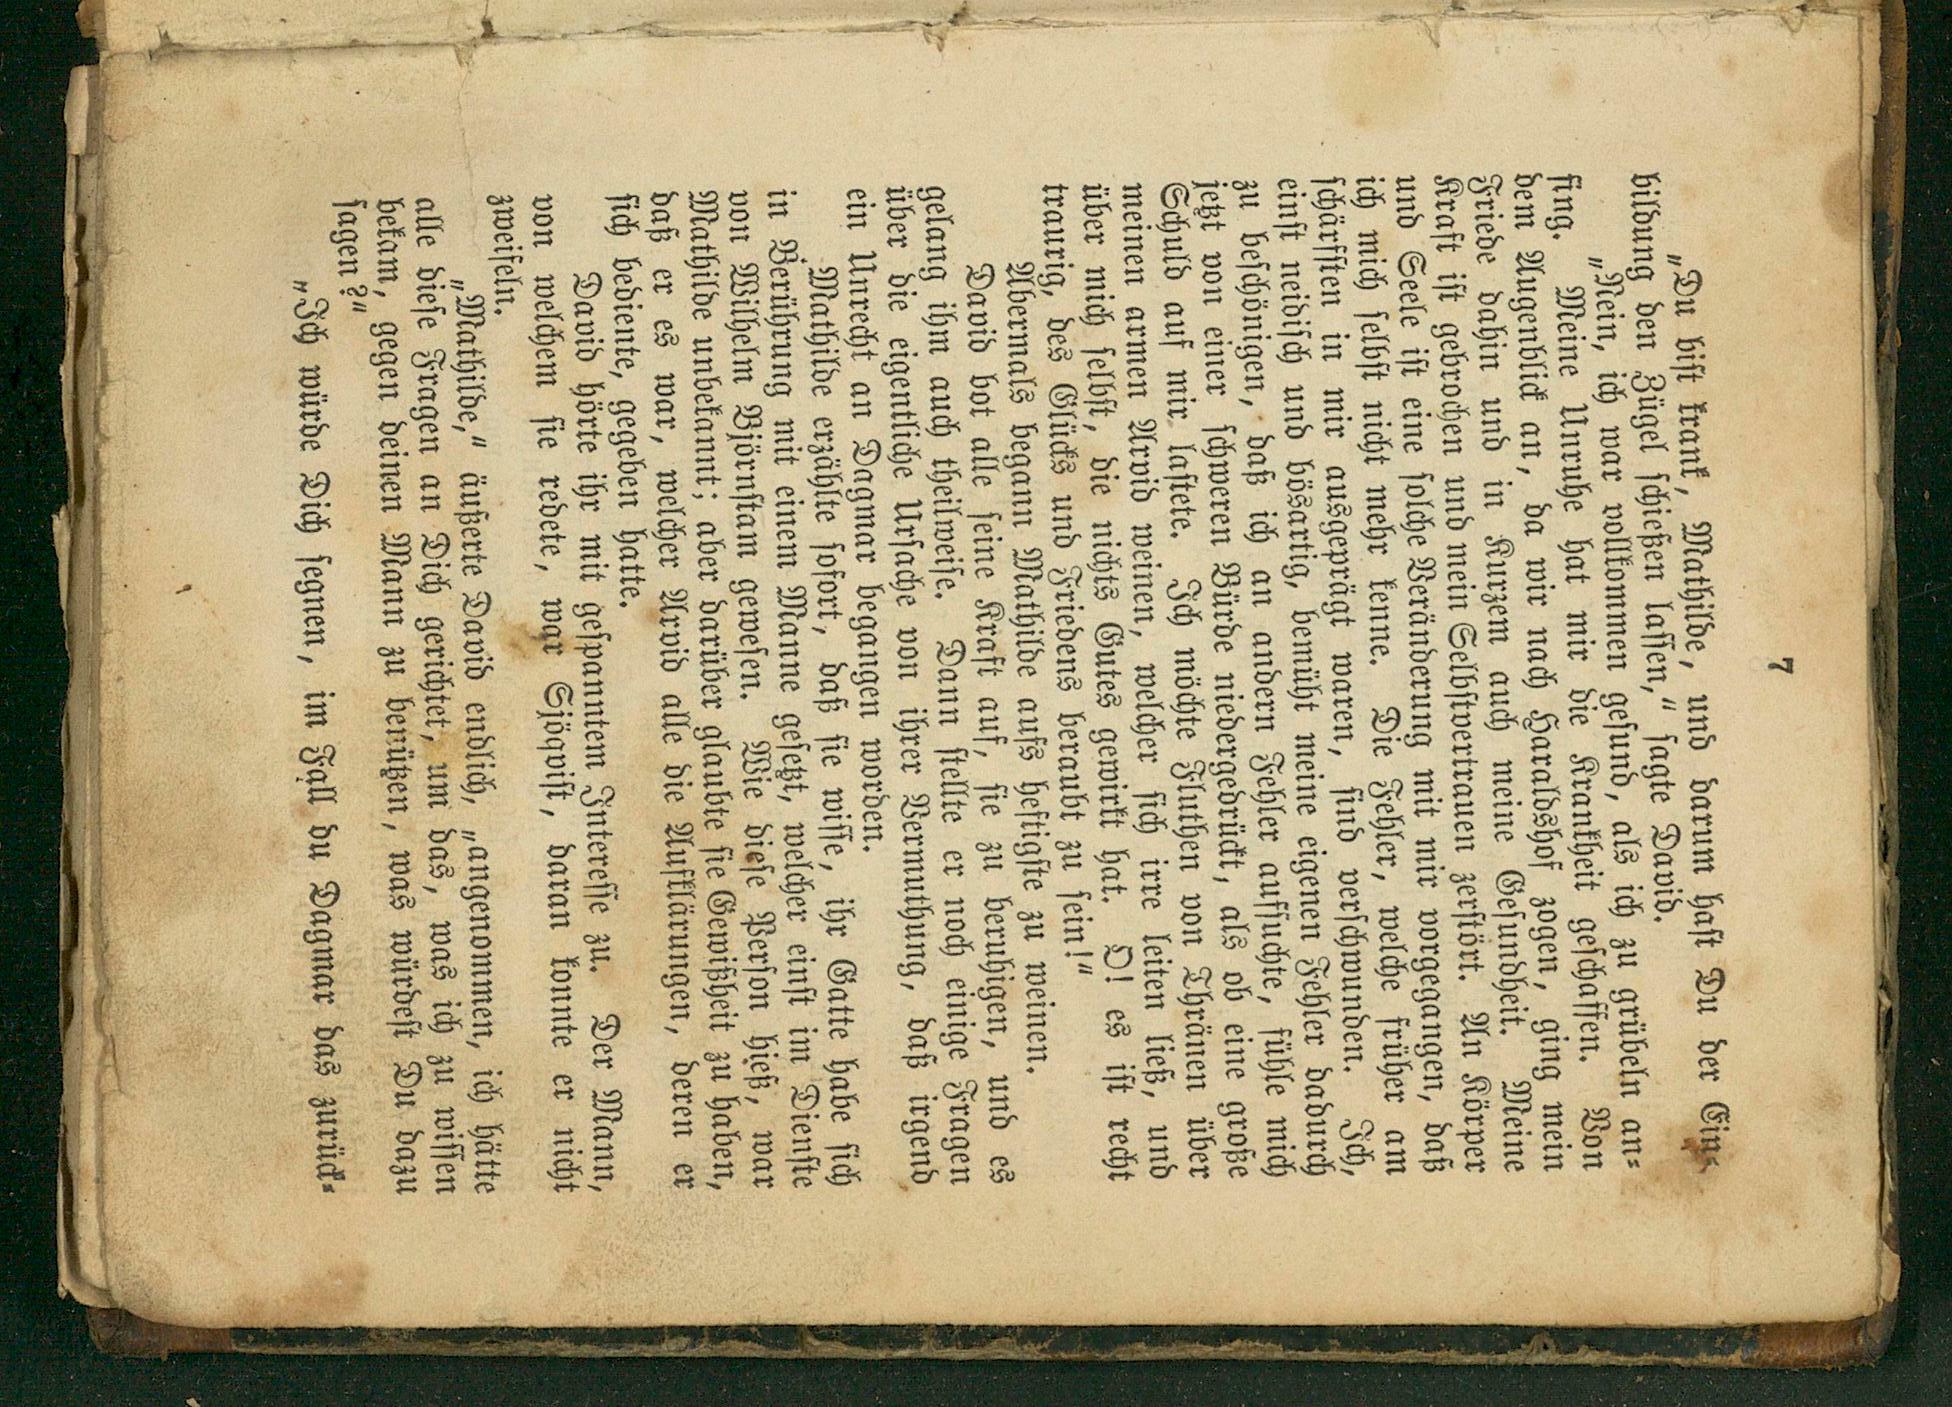 7
„Du bist krank, Mathilde, und darum hast Du der Ein-
bildung den Zügel schießen lassen,“ sagte David.
„Nein, ich war vollkommen gesund, als ich zu grübeln an-
fing. Meine Unruhe hat mir die Krankheit geschaffen. Von
dem Augenblick an, da wir nach Haraldshof zogen, ging mein
Friede dahin und in Kurzem auch meine Gesundheit. Meine
Kraft ist gebrochen und mein Selbstvertrauen zerstört. An Körper
und Seele ist eine solche Veränderung mit mir vorgegangen, daß
ich mich selbst nicht mehr kenne. Die Fehler, welche früher am
schärfsten in mir ausgeprägt waren, sind verschwunden. Ich,
einst neidisch und bösartig, bemüht meine eigenen Fehler dadurch
zu beschönigen, daß ich an andern Fehler aufsuchte, fühle mich
jetzt von einer schweren Bürde niedergedrückt, als ob eine große
Schuld auf mir lastete. Ich möchte Fluthen von Thränen über
meinen armen Arvid weinen, welcher sich irre leiten ließ, und
über mich selbst, die nichts Gutes gewirkt hat. O! es ist recht
traurig, des Glücks und Friedens beraubt zu sein!“
Abermals begann Mathilde aufs heftigste zu weinen.
David bot alle seine Kraft auf, sie zu beruhigen, und es
gelang ihm auch theilweise. Dann stellte er noch einige Fragen
über die eigentliche Ursache von ihrer Vermuthung, daß irgend
ein Unrecht an Dagmar begangen worden.
Mathilde erzählte sofort, daß sie wisse, ihr Gatte habe sich
in Berührung mit einem Manne gesetzt, welcher einst im Dienste
von Wilhelm Björnstam gewesen. Wie diese Person hieß, war
Mathilde unbekannt; aber darüber glaubte sie Gewißheit zu haben,
daß er es war, welcher Arvid alle die Aufklärungen, deren er
sich bediente, gegeben hatte.
David hörte ihr mit gespanntem Interesse zu. Der Mann,
von welchem sie redete, war Sjöqvist, daran konnte er nicht
zweifeln.
„Mathilde,“ äußerte David endlich, „angenommen, ich hätte
alle diese Fragen an Dich gerichtet, um das, was ich zu wissen
bekam, gegen deinen Mann zu benützen, was würdest Du dazu
sagen?“
„Ich würde Dich segnen, im Fall du Dagmar das zurück-